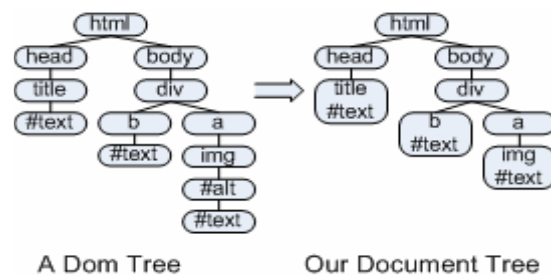 html
head body
title div
#text b a
#text img
#alt
#text
A Dom Tree
html
head body
title
#text
div
b
#text
a
img
#text
Our Document Tree